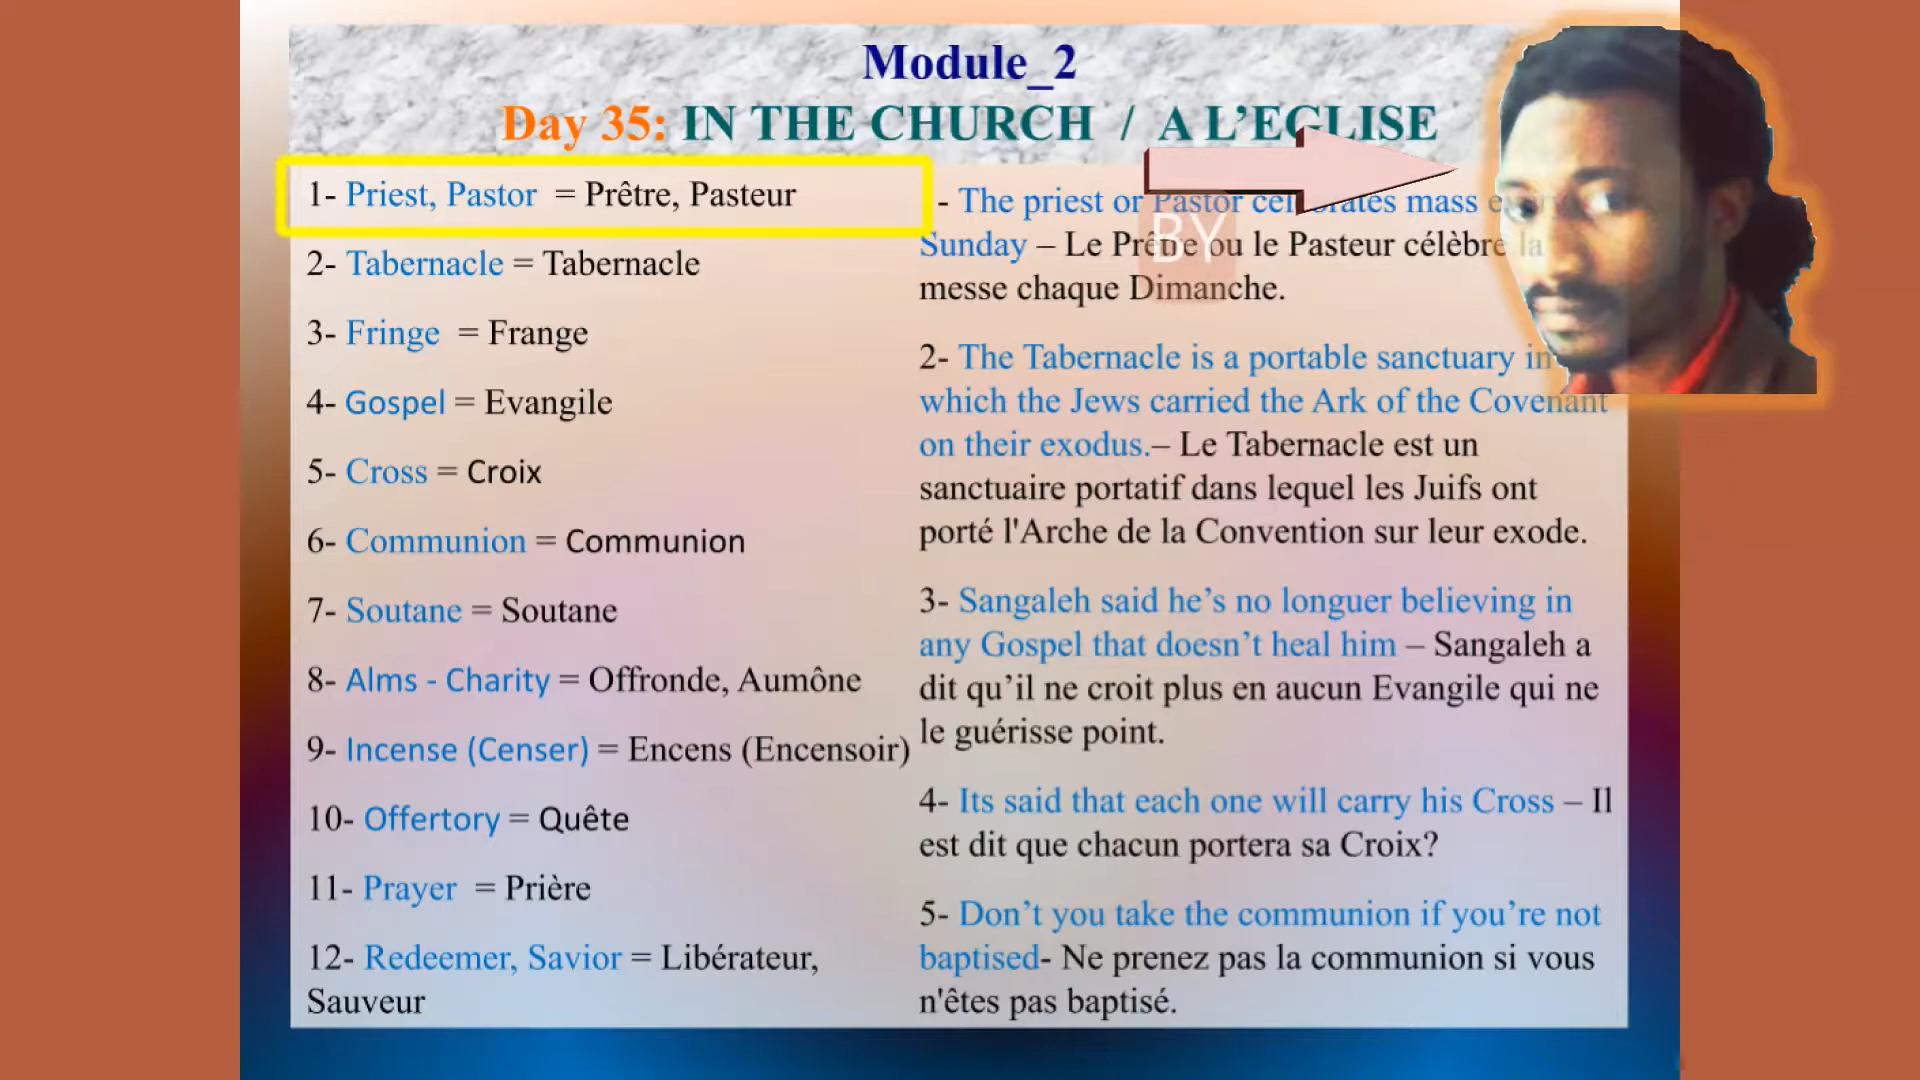 Module_2
Day 35: IN THE CHURCH / A L'EGLISE
1- Priest, Pastor = Prêtre, Pasteur
2- Tabernacle = Tabernacle
3- Fringe = Frange
4- Gospel = Evangile
5- Cross = Croix
6- Communion = Communion
7- Soutane = Soutane
8- Alms - Charity = Offronde, Aumône
9- Incense (Censer) = Encens (Encensoir)
10- Offertory = Quête
11- Prayer = Prière
12- Redeemer, Savior = Libérateur,
Sauveur
- The priest or Pastor celebrates mass every
Sunday – Le Prêtre ou le Pasteur célèbre la
messe chaque Dimanche.
2- The Tabernacle is a portable sanctuary in
which the Jews carried the Ark of the Covenant
on their exodus.– Le Tabernacle est un
sanctuaire portatif dans lequel les Juifs ont
porté l'Arche de la Convention sur leur exode.
3- Sangaleh said he's no longuer believing in
any Gospel that doesn't heal him – Sangaleh a
dit qu'il ne croit plus en aucun Evangile qui ne
le guérisse point.
4- Its said that each one will carry his Cross – Il
est dit que chacun portera sa Croix?
5- Don't you take the communion if you're not
baptised- Ne prenez pas la communion si vous
n'êtes pas baptisé.
BY